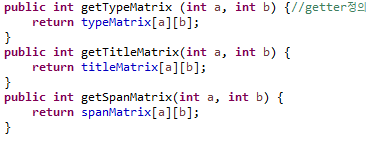 public int getTypeMatrix (int a, int b) {//getter정의
return typeMatrix[a][b];
}
public int getTitleMatrix(int a, int b) {
return titleMatrix[a][b];
}
public int getSpanMatrix(int a, int b) {
return spanMatrix[a][b];
}